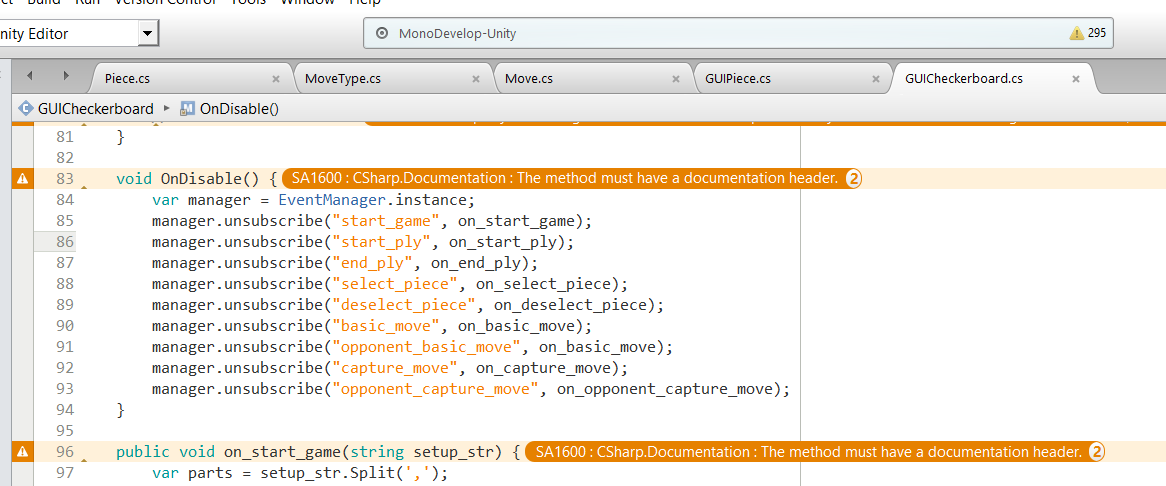 Build Run Version Control Tools Window Help
nity Editor
MonoDevelop-Unity 295
Piece.cs × MoveType.cs × Move.cs × GUIPiece.cs × GUICheckerboard.cs ×
C GUICheckerboard ▸ M OnDisable()
81 }
82
83 void OnDisable() { SA1600 : CSharp.Documentation : The method must have a documentation header. 2
84 var manager = EventManager.instance;
85 manager.unsubscribe("start_game", on_start_game);
86 manager.unsubscribe("start_ply", on_start_ply);
87 manager.unsubscribe("end_ply", on_end_ply);
88 manager.unsubscribe("select_piece", on_select_piece);
89 manager.unsubscribe("deselect_piece", on_deselect_piece);
90 manager.unsubscribe("basic_move", on_basic_move);
91 manager.unsubscribe("opponent_basic_move", on_basic_move);
92 manager.unsubscribe("capture_move", on_capture_move);
93 manager.unsubscribe("opponent_capture_move", on_opponent_capture_move);
94 }
95
96 public void on_start_game(string setup_str) { SA1600 : CSharp.Documentation : The method must have a documentation header. 2
97 var parts = setup_str.Split(',');